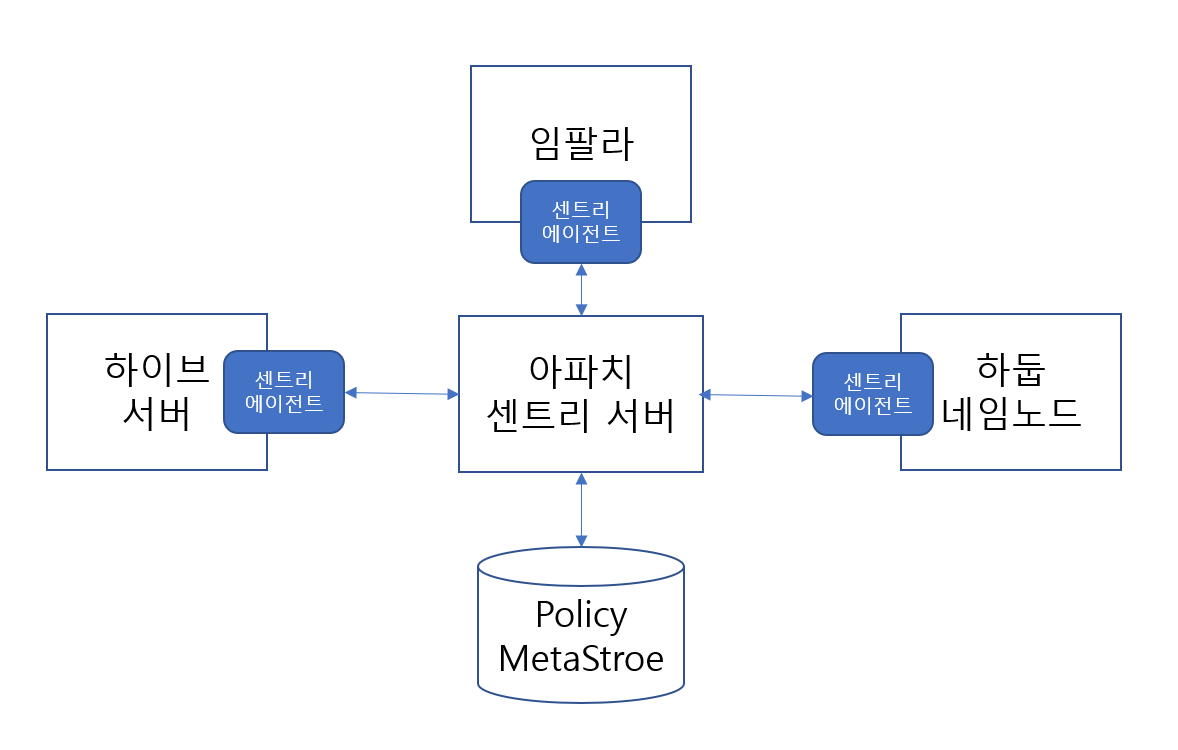 임팔라
센트리
에이전트
하이브
서버
센트리
에이전트
아파치
센트리 서버
센트리
에이전트
하둡
네임노드
Policy
MetaStroe